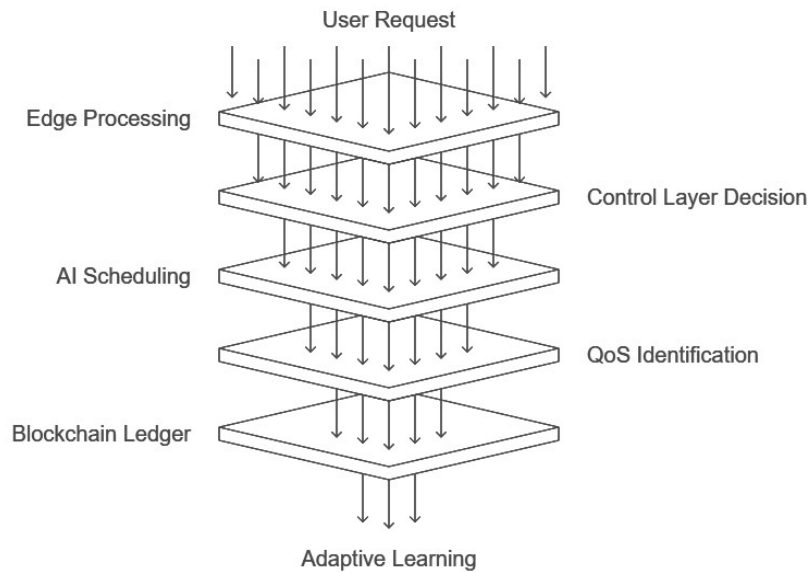 User Request
Edge Processing
Control Layer Decision
AI Scheduling
QoS Identification
Blockchain Ledger
Adaptive Learning